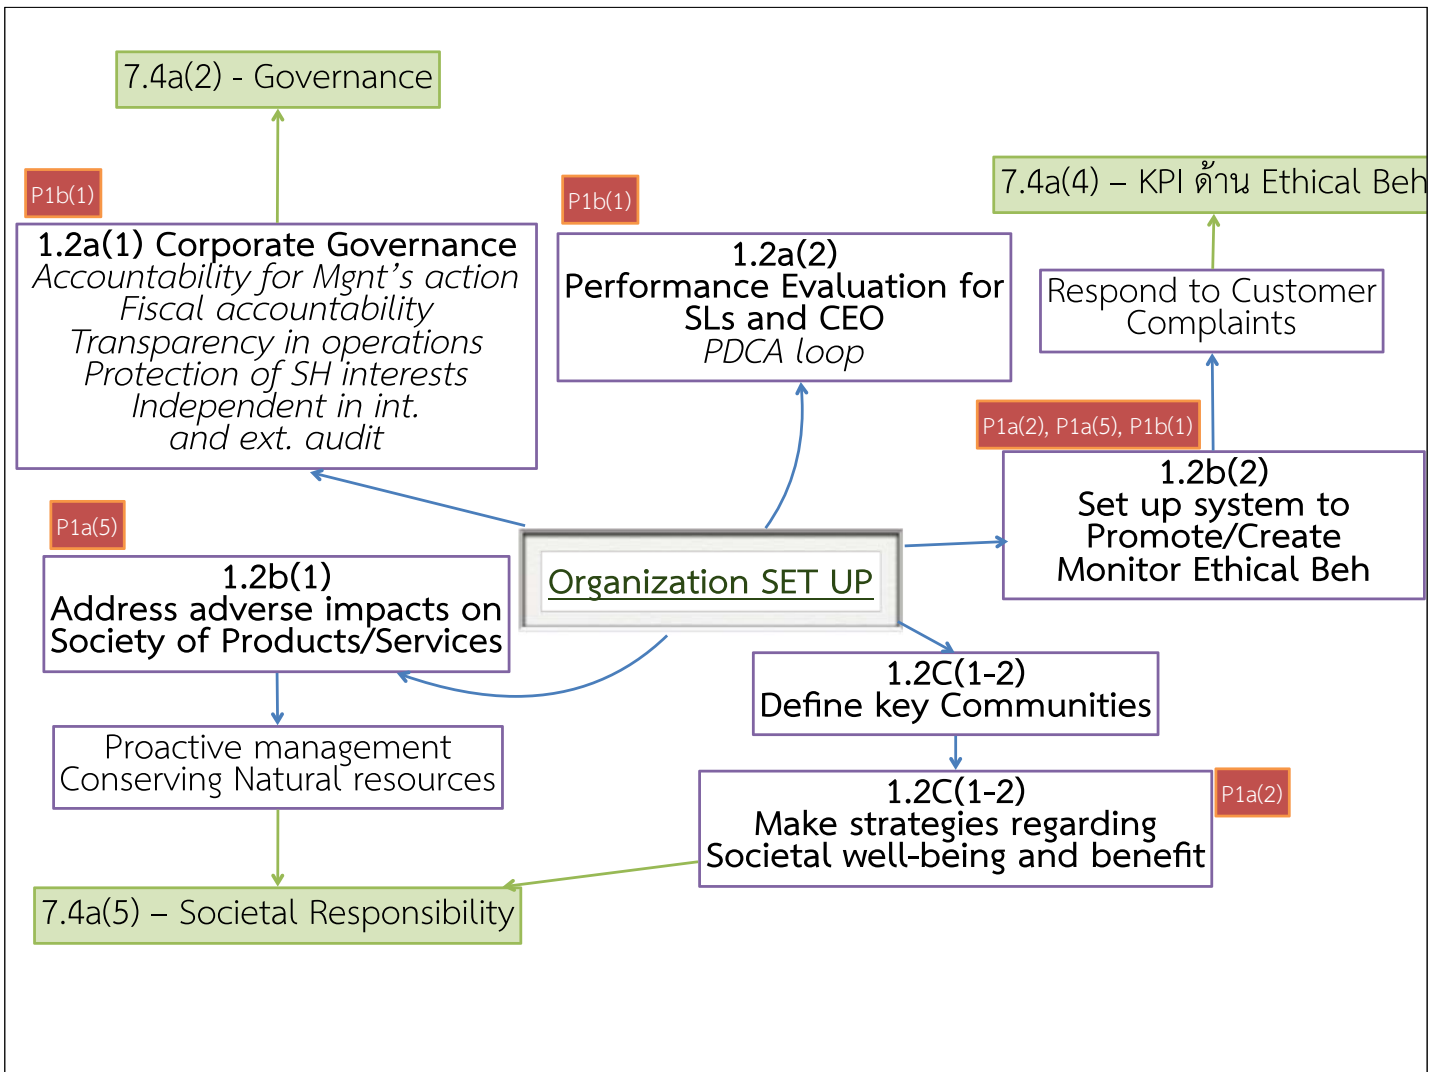 7.4a(2) - Governance
P1b(1)
1.2a(1) Corporate Governance
Accountability for Mgnt's action
Fiscal accountability
Transparency in operations
Protection of SH interests
Independent in int.
and ext. audit
P1b(1)
1.2a(2)
Performance Evaluation for
SLs and CEO
PDCA loop
7.4a(4) – KPI ด้าน Ethical Beh
Respond to Customer
Complaints
P1a(2), P1a(5), P1b(1)
1.2b(2)
Set up system to
Promote/Create
Monitor Ethical Beh
Organization SET UP
P1a(5)
1.2b(1)
Address adverse impacts on
Society of Products/Services
Proactive management
Conserving Natural resources
1.2C(1-2)
Define key Communities
1.2C(1-2)
Make strategies regarding
Societal well-being and benefit
P1a(2)
7.4a(5) – Societal Responsibility